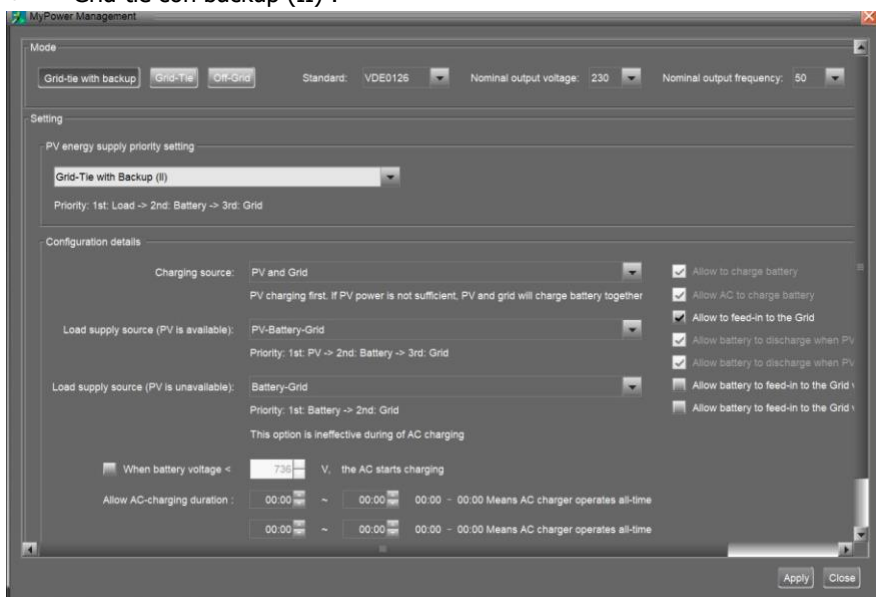 Grid tie con backup (II) :
MyPower Management
Mode
Grid-tie with backup Grid-Tie Off-Grid Standard: VDE0126 Nominal output voltage: 230 Nominal output frequency: 50
Setting
PV energy supply priority setting
Grid-Tie with Backup (II)
Priority: 1st: Load -> 2nd: Battery -> 3rd: Grid
Configuration details
Charging source: PV and Grid Allow to charge battery
PV charging first. If PV power is not sufficient, PV and grid will charge battery together Allow AC to charge battery
Allow to feed-in to the Grid
Load supply source (PV is available): PV-Battery-Grid Allow battery to discharge when PV
Priority: 1st: PV -> 2nd: Battery -> 3rd: Grid Allow battery to discharge when PV
Load supply source (PV is unavailable): Battery-Grid Allow battery to feed-in to the Grid
Priority: 1st: Battery -> 2nd: Grid Allow battery to feed-in to the Grid
This option is ineffective during of AC charging
When battery voltage < 736 V, the AC starts charging
Allow AC-charging duration : 00:00 ~ 00:00 00:00 - 00:00 Means AC charger operates all-time
00:00 ~ 00:00 00:00 - 00:00 Means AC charger operates all-time
Apply Close